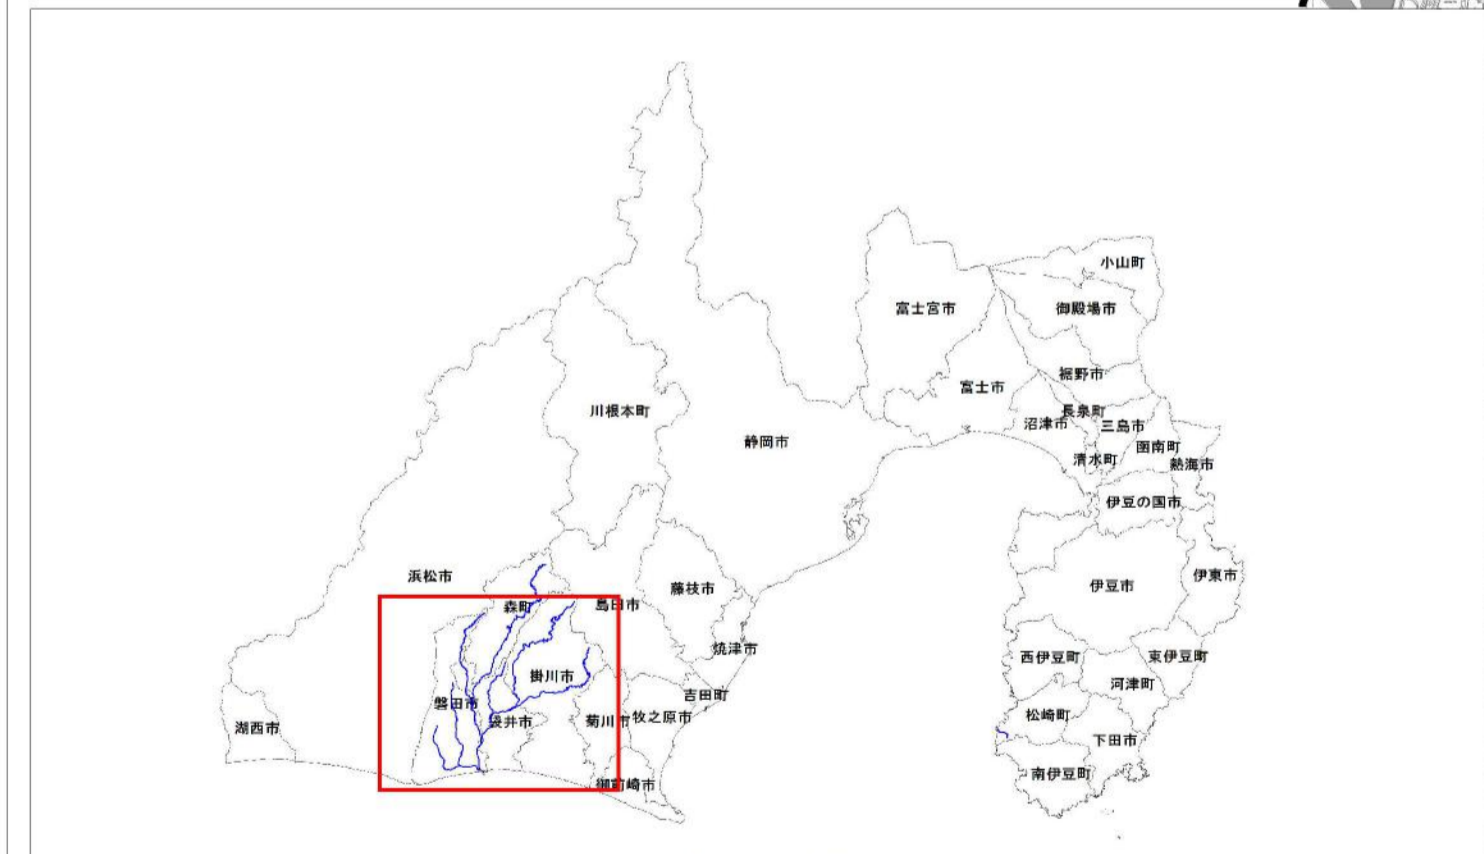 小山町
富士宮市
御殿場市
裾野市
富士市
川根本町
長泉町
沼津市
三島市
静岡市
函南町
清水町
熱海市
伊豆の国市
浜松市
伊東市
伊豆市
藤枝市
森町
島田市
焼津市
西伊豆町
東伊豆町
掛川市
河津町
吉田町
磐田市
松崎町
牧之原市
袋井市
菊川市
湖西市
下田市
南伊豆町
御前崎市